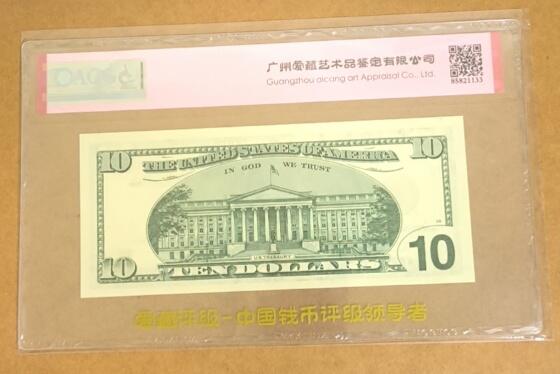 ACAC
广州爱藏艺术品鉴定有限公司
Guangzhou aicang art Appraisal Co., Ltd.
85821133
10
10
THE UNITED STATES OF AMERICA
IN GOD WE TRUST
U.S. TREASURY
10
TEN DOLLARS
10
爱藏评级-中国钱币评级领导者